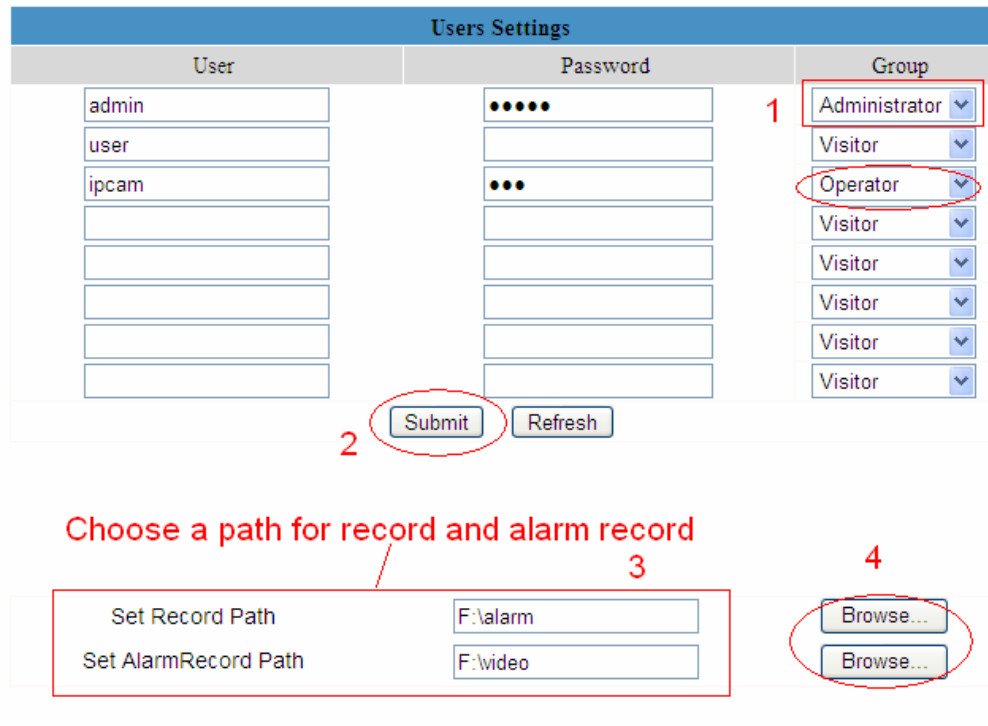 Users Settings
User Password Group
admin ●●●●● 1 Administrator
user Visitor
ipcam ●●● Operator
Visitor
Visitor
Visitor
Visitor
Visitor
2 Submit Refresh
Choose a path for record and alarm record
3 4
Set Record Path F:\alarm Browse...
Set AlarmRecord Path F:\video Browse...